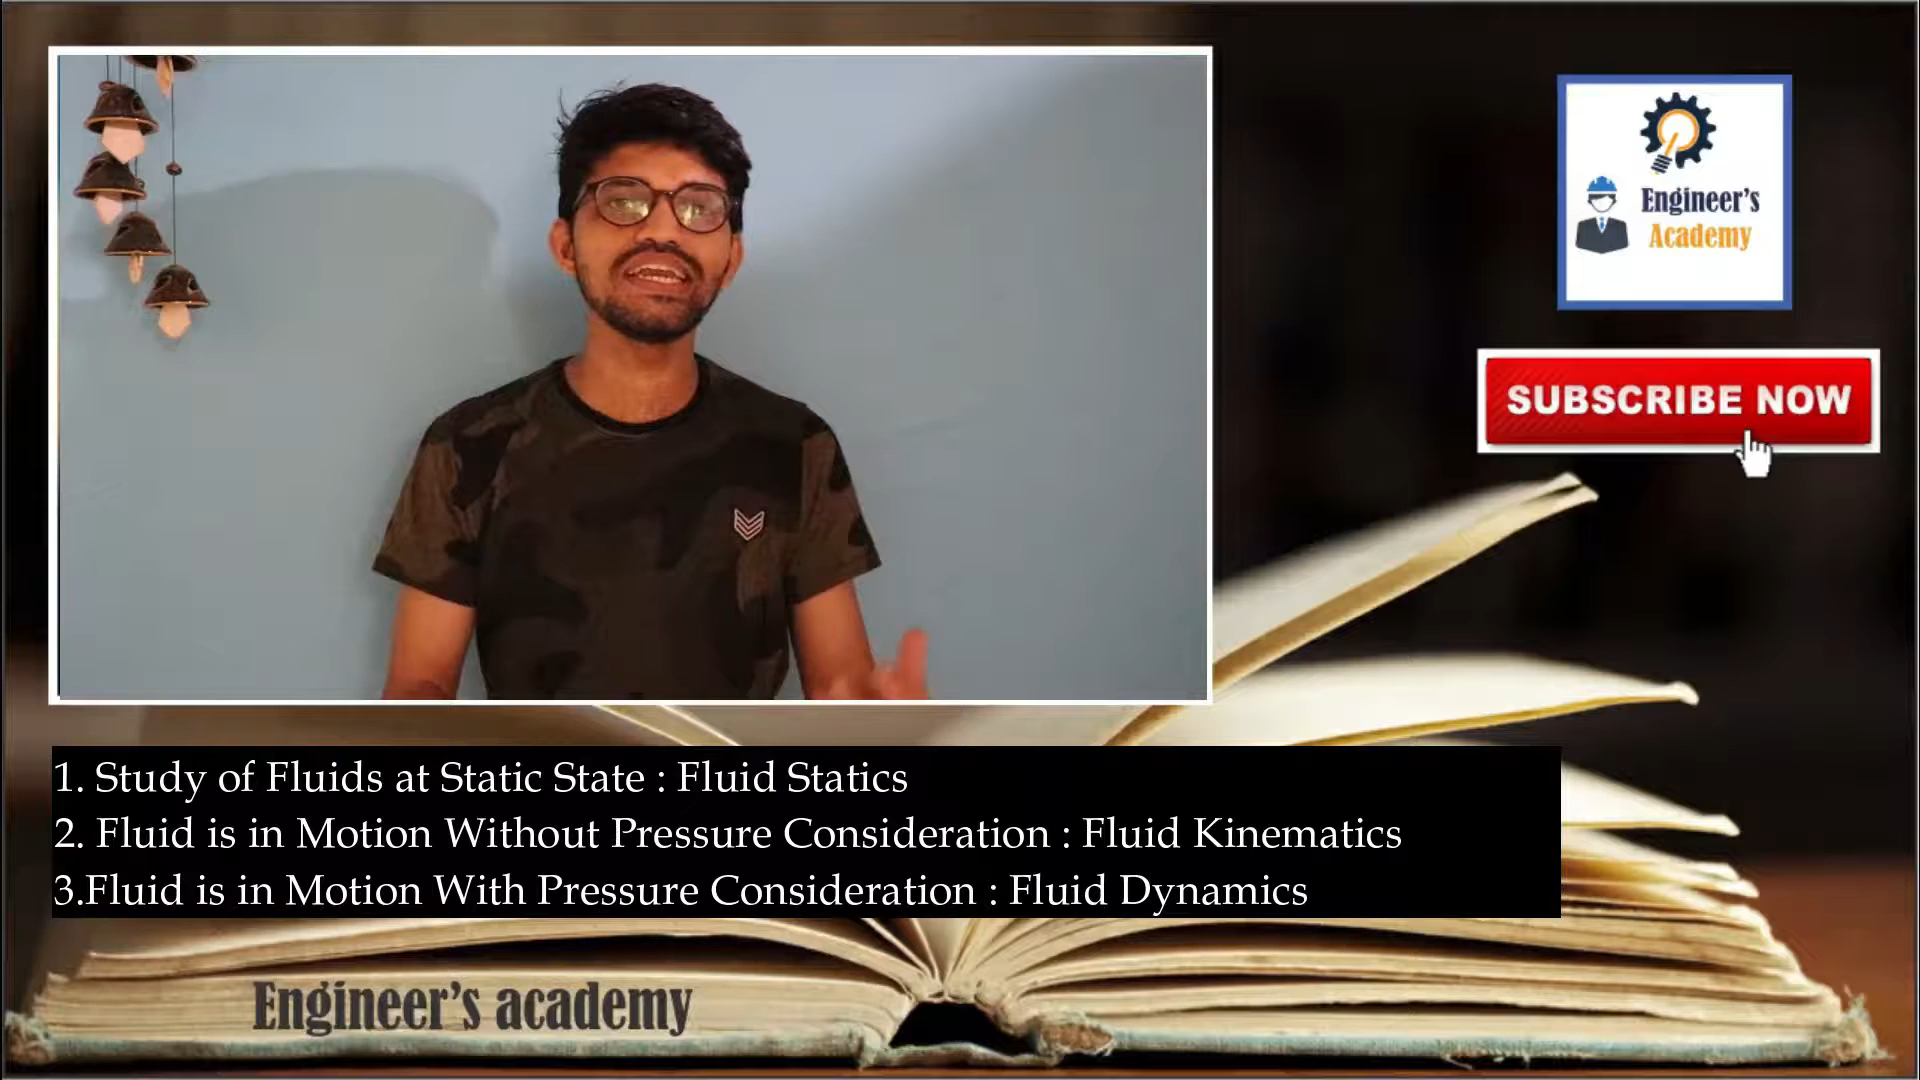 Engineer's
Academy
SUBSCRIBE NOW
1. Study of Fluids at Static State : Fluid Statics
2. Fluid is in Motion Without Pressure Consideration : Fluid Kinematics
3.Fluid is in Motion With Pressure Consideration : Fluid Dynamics
Engineer's academy